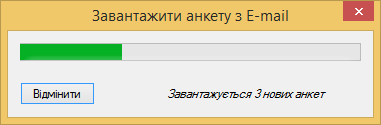 Завантажити анкету з E-mail
Відмінити
Завантажується 3 нових анкет